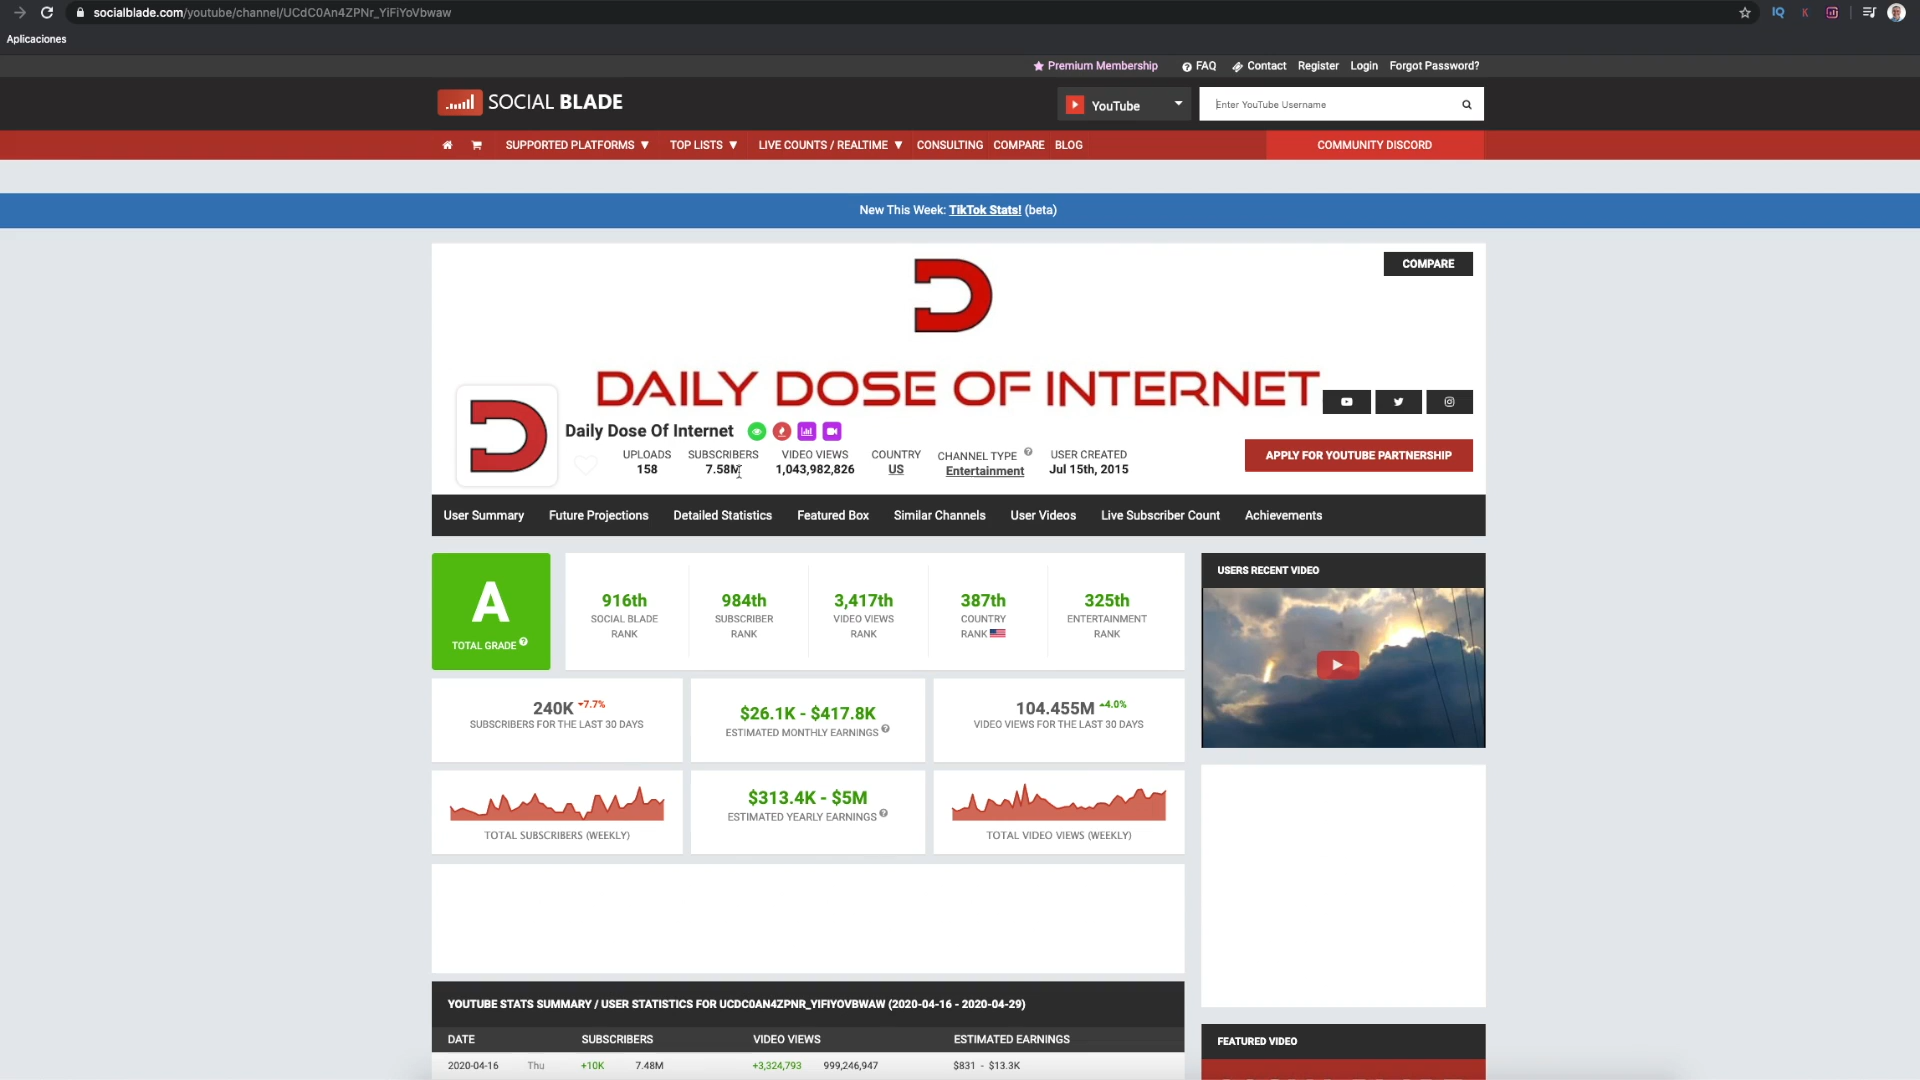 socialblade.com/youtube/channel/UCdC0An4ZPNr_YiFiYoVbwaw
IQ K
Aplicaciones
Premium Membership FAQ Contact Register Login Forgot Password?
SOCIAL BLADE
YouTube
Enter YouTube Username
SUPPORTED PLATFORMS TOP LISTS LIVE COUNTS / REALTIME CONSULTING COMPARE BLOG COMMUNITY DISCORD
New This Week: TikTok Stats! (beta)
COMPARE
DAILY DOSE OF INTERNET
Daily Dose Of Internet
UPLOADS SUBSCRIBERS VIDEO VIEWS COUNTRY CHANNEL TYPE USER CREATED
158 7.58M 1,043,982,826 US Entertainment Jul 15th, 2015
APPLY FOR YOUTUBE PARTNERSHIP
User Summary Future Projections Detailed Statistics Featured Box Similar Channels User Videos Live Subscriber Count Achievements
A
TOTAL GRADE
916th
SOCIAL BLADE
RANK
984th
SUBSCRIBER
RANK
3,417th
VIDEO VIEWS
RANK
387th
COUNTRY
RANK
325th
ENTERTAINMENT
RANK
USERS RECENT VIDEO
240K -7.7%
SUBSCRIBERS FOR THE LAST 30 DAYS
$26.1K - $417.8K
ESTIMATED MONTHLY EARNINGS
104.455M 4.0%
VIDEO VIEWS FOR THE LAST 30 DAYS
TOTAL SUBSCRIBERS (WEEKLY)
$313.4K - $5M
ESTIMATED YEARLY EARNINGS
TOTAL VIDEO VIEWS (WEEKLY)
YOUTUBE STATS SUMMARY / USER STATISTICS FOR UCDC0AN4ZPNR_YIFIYOVBWAW (2020-04-16 - 2020-04-29)
DATE SUBSCRIBERS VIDEO VIEWS ESTIMATED EARNINGS
2020-04-16 Thu +10K 7.48M +3,324,793 999,246,947 $831 - $13.3K
FEATURED VIDEO